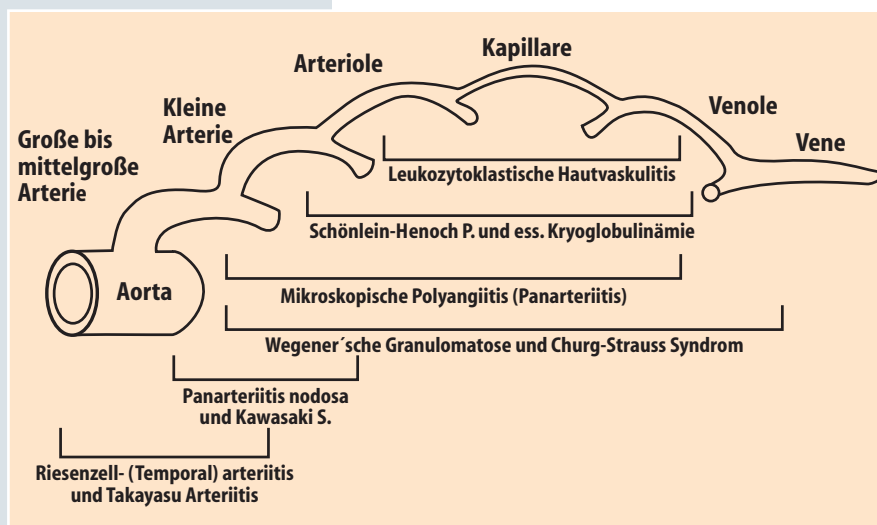 Große bis
mittelgroße
Arterie
Kleine
Arterie
Arteriole
Kapillare
Venole
Vene
Aorta
Leukozytoklastische Hautvaskulitis
Schönlein-Henoch P. und ess. Kryoglobulinämie
Mikroskopische Polyangiitis (Panarteriitis)
Wegener´sche Granulomatose und Churg-Strauss Syndrom
Panarteriitis nodosa
und Kawasaki S.
Riesenzell- (Temporal) arteriitis
und Takayasu Arteriitis